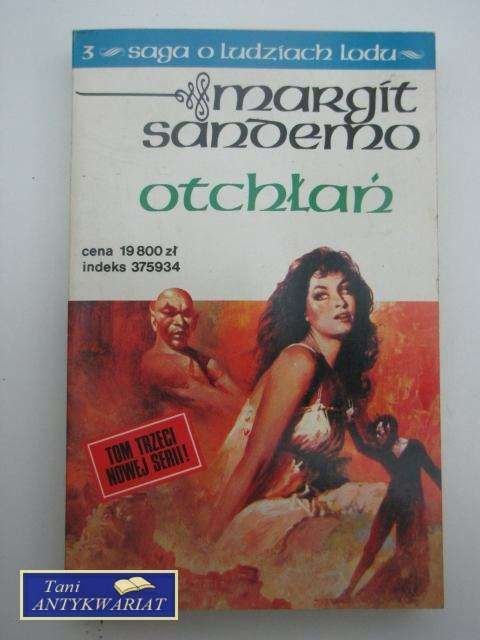 3 saga o ludziach lodu
margit
sandemo
otchłań
cena 19 800 zł
indeks 375934
TOM TRZECI
NOWEJ SERII!
Tani
ANTYKWARIAT